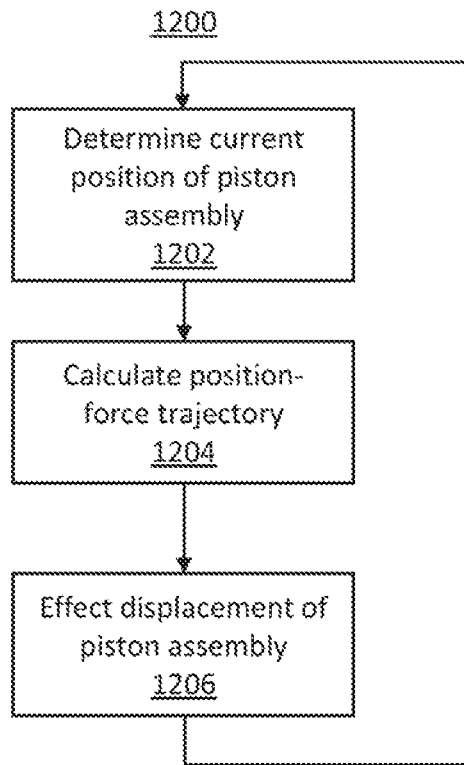 1200
Determine current
position of piston
assembly
1202
Calculate position-
force trajectory
1204
Effect displacement of
piston assembly
1206